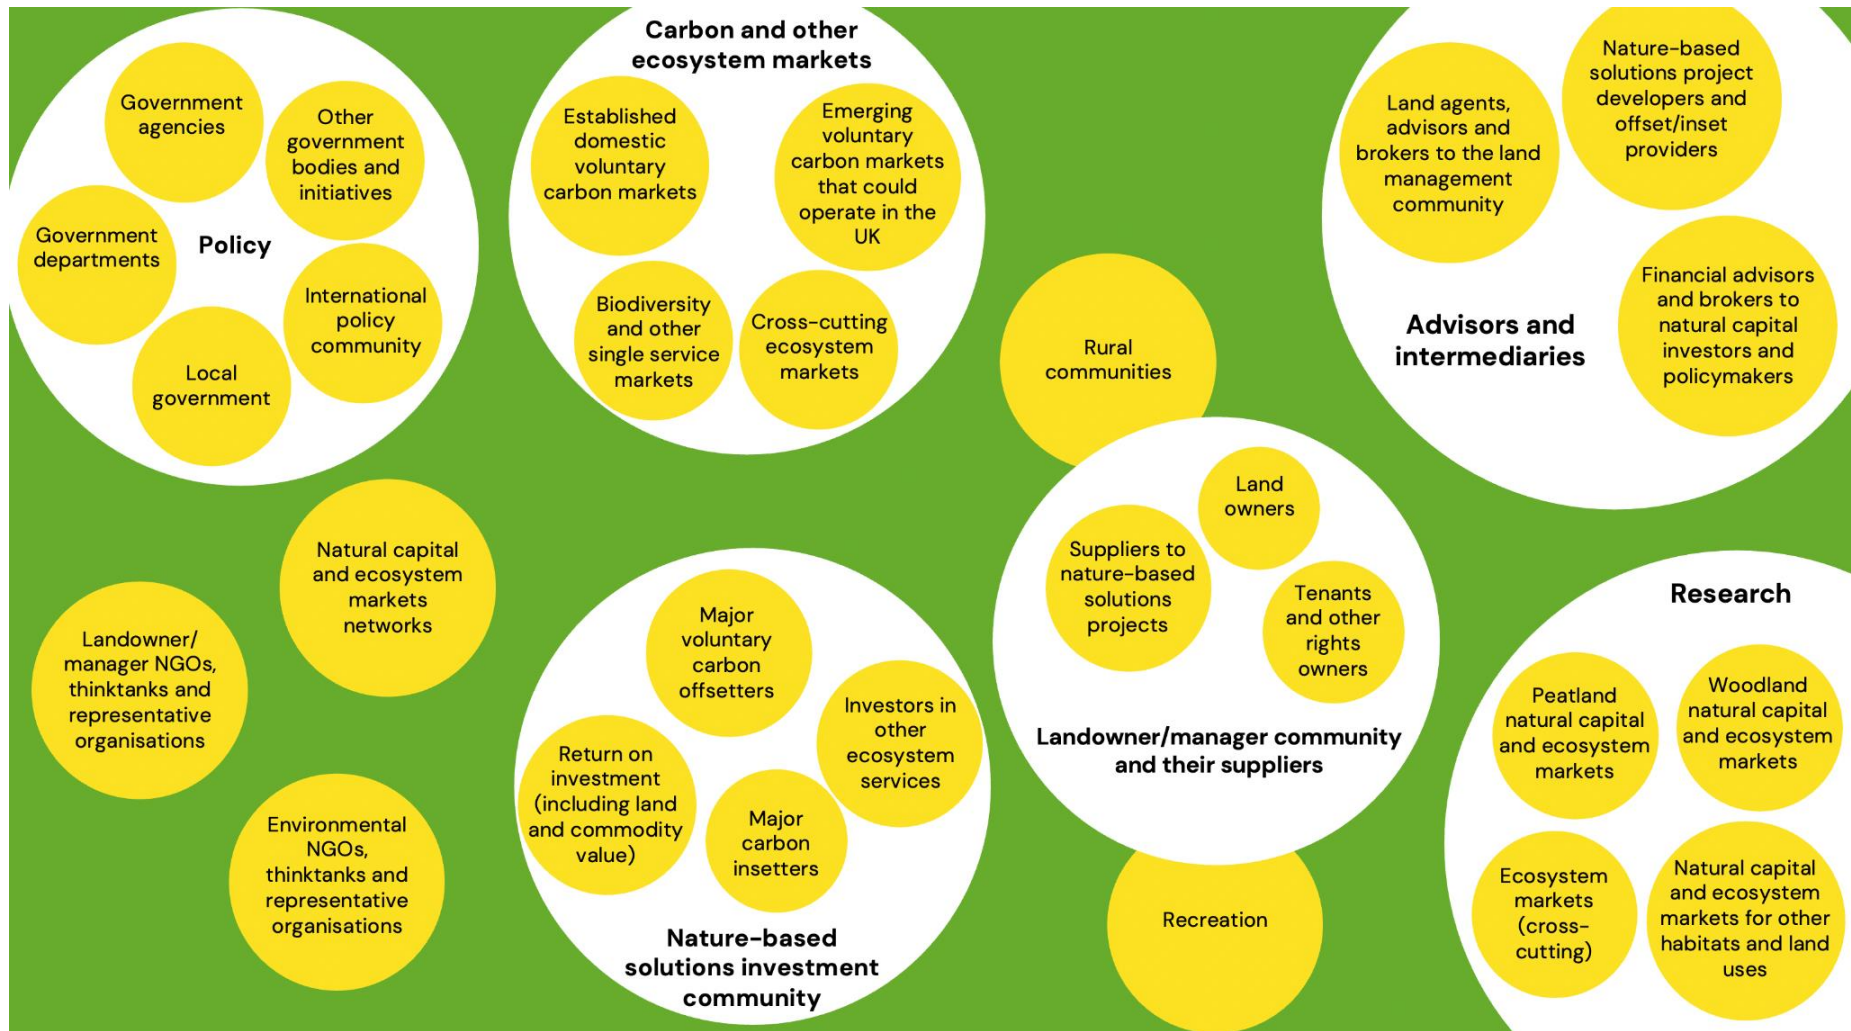 Government
agencies
Other
government
bodies and
initiatives
Government
departments
Policy
International
policy
community
Local
government
Carbon and other
ecosystem markets
Established
domestic
voluntary
carbon markets
Emerging
voluntary
carbon markets
that could
operate in the
UK
Biodiversity
and other
single service
markets
Cross-cutting
ecosystem
markets
Rural
communities
Land agents,
advisors and
brokers to the land
management
community
Nature-based
solutions project
developers and
offset/inset
providers
Financial advisors
and brokers to
natural capital
investors and
policymakers
Advisors and
intermediaries
Natural capital
and ecosystem
markets
networks
Landowner/
manager NGOs,
thinktanks and
representative
organisations
Environmental
NGOs,
thinktanks and
representative
organisations
Major
voluntary
carbon
offsetters
Investors in
other
ecosystem
services
Return on
investment
(including land
and commodity
value)
Major
carbon
insetters
Nature-based
solutions investment
community
Land
owners
Suppliers to
nature-based
solutions
projects
Tenants
and other
rights
owners
Landowner/manager community
and their suppliers
Recreation
Research
Peatland
natural capital
and ecosystem
markets
Woodland
natural capital
and ecosystem
markets
Ecosystem
markets
(cross-
cutting)
Natural capital
and ecosystem
markets for other
habitats and land
uses